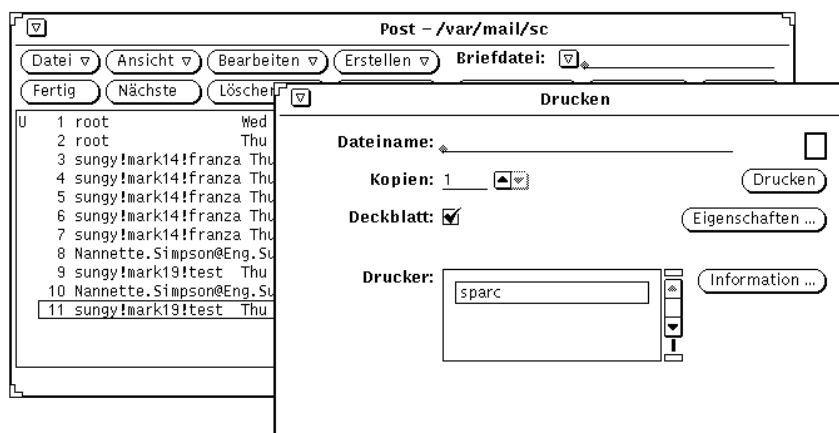 Post – /var/mail/sc
Datei Ansicht Bearbeiten Erstellen Briefdatei:
Fertig Nächste Löschen
U 1 root Wed
2 root Thu
3 sungy!mark14!franza Thu
4 sungy!mark14!franza Thu
5 sungy!mark14!franza Thu
6 sungy!mark14!franza Thu
7 sungy!mark14!franza Thu
8 Nannette.Simpson@Eng.Su
9 sungy!mark19!test Thu
10 Nannette.Simpson@Eng.Su
11 sungy!mark19!test Thu
Drucken
Dateiname:
Kopien: 1 Drucken
Deckblatt: Eigenschaften ...
Drucker: sparc Information ...